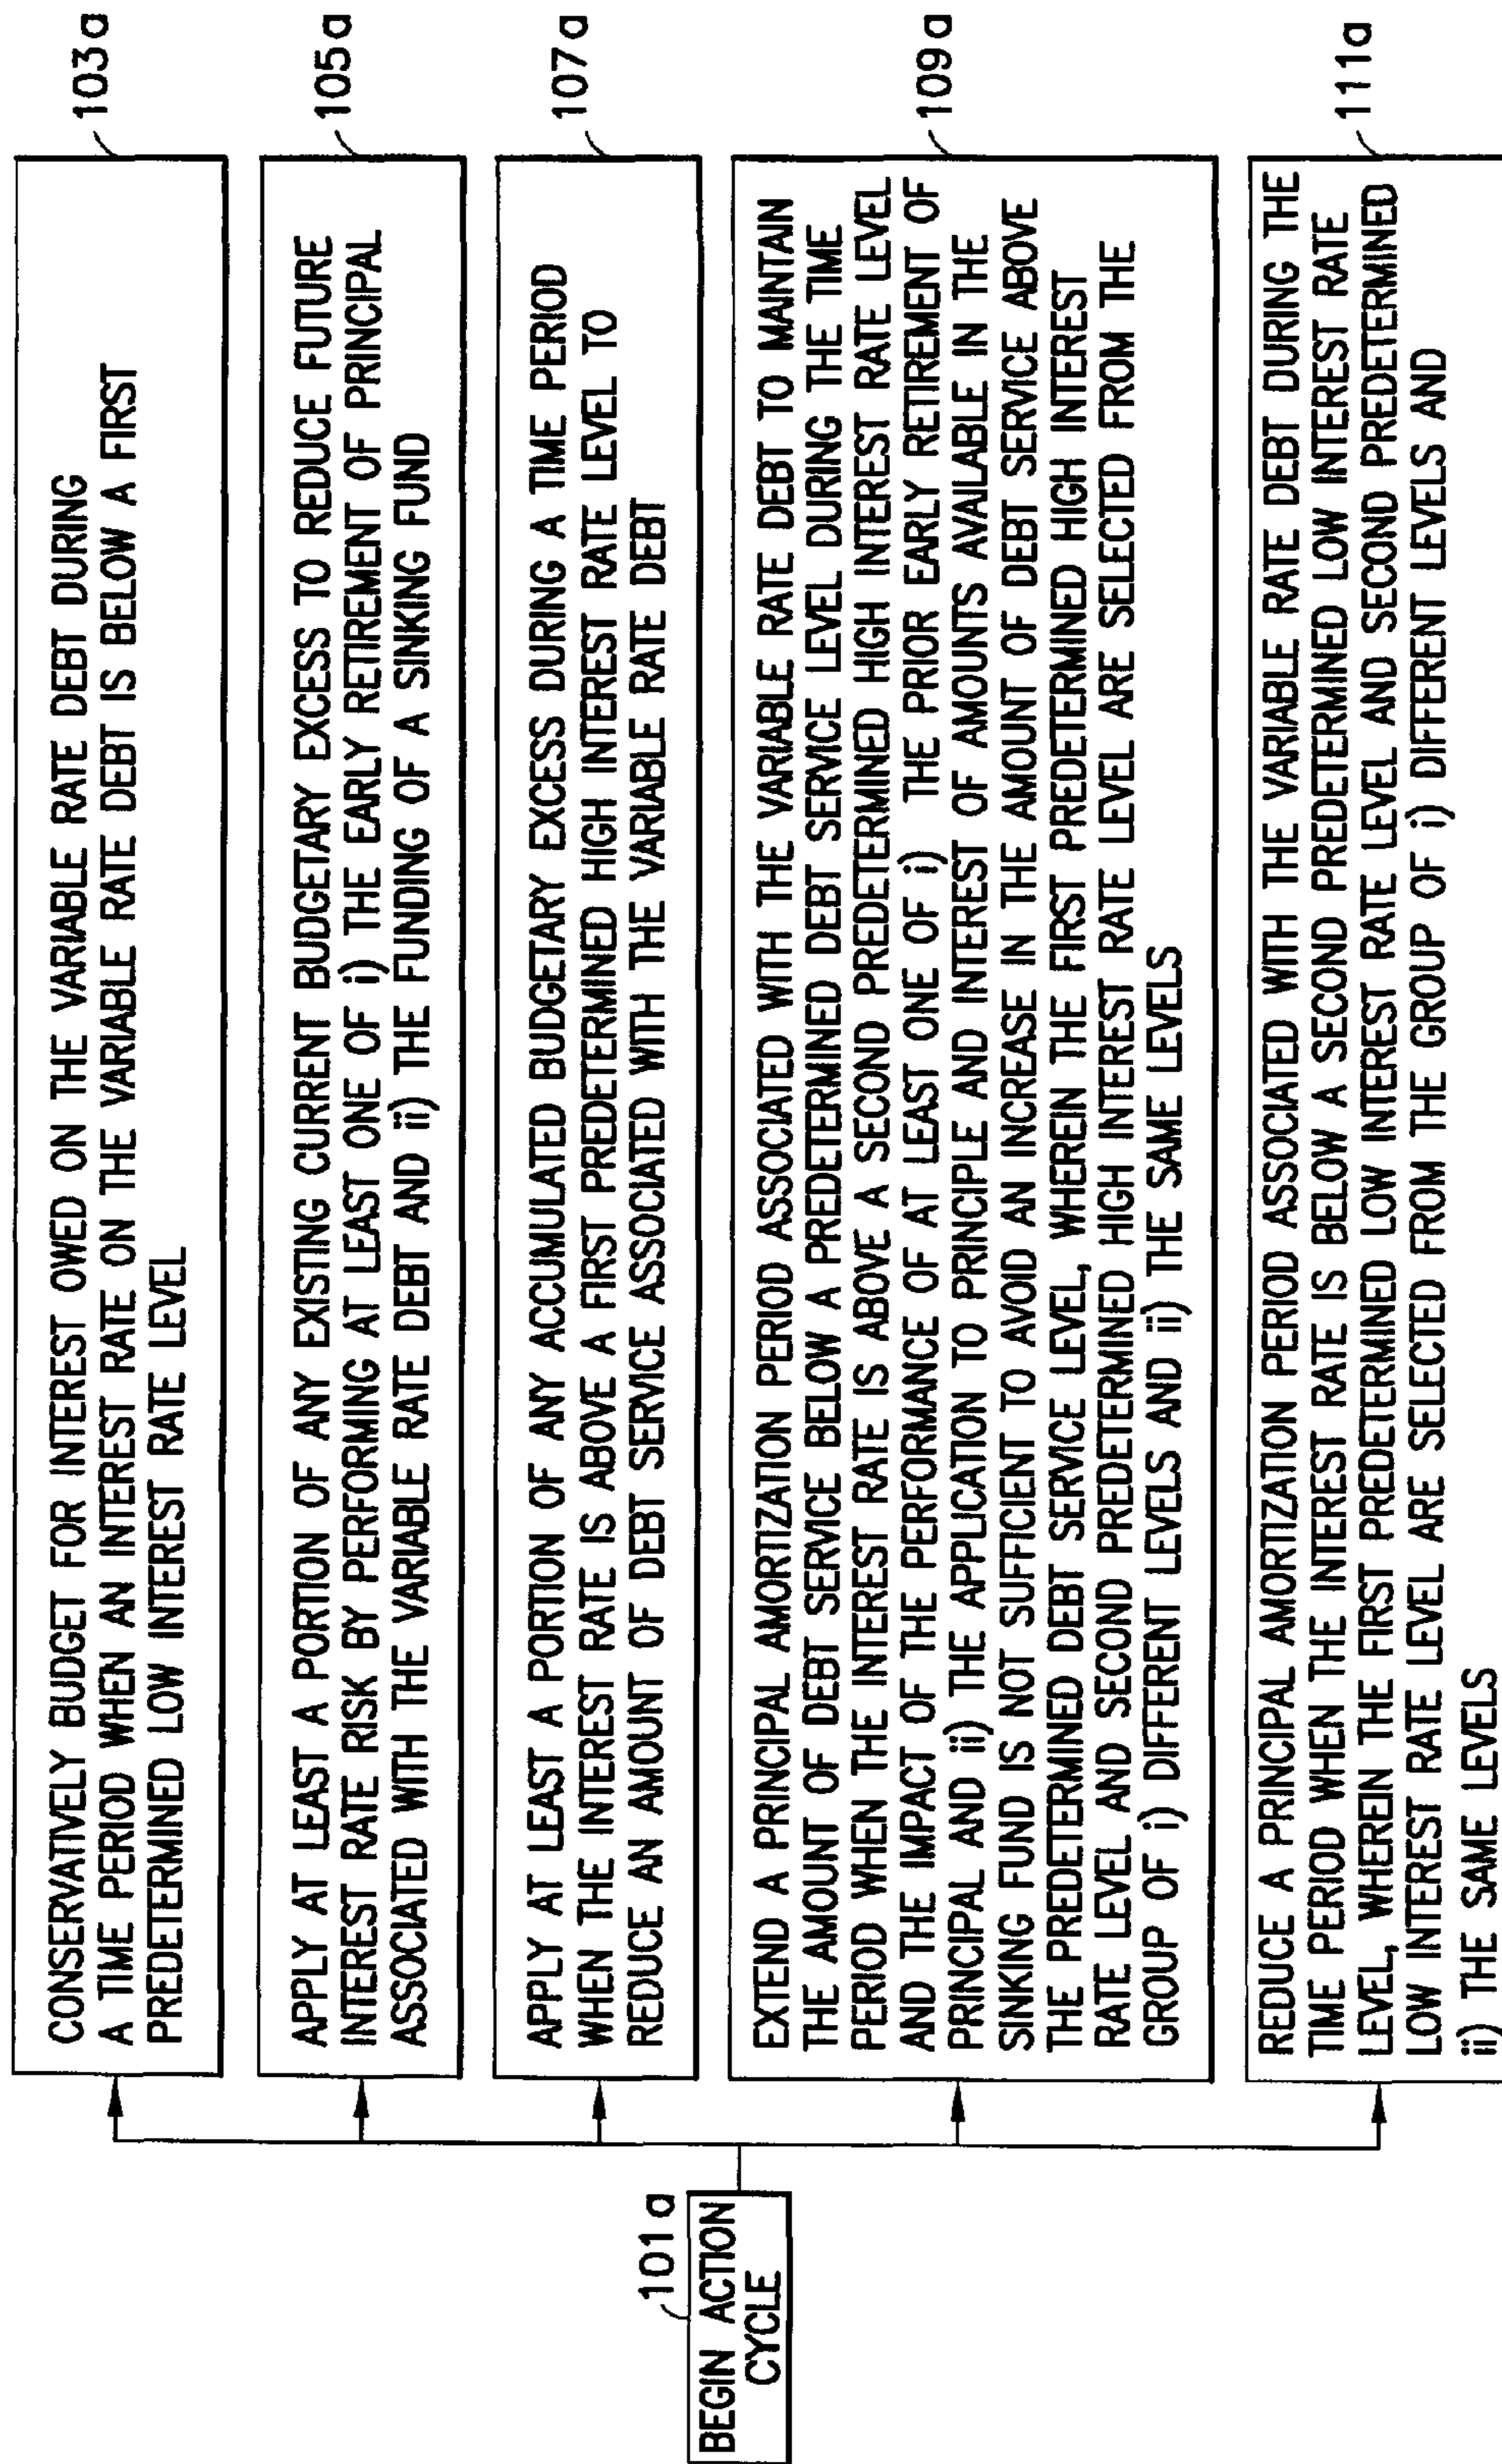 101a
BEGIN ACTION
CYCLE
103a
CONSERVATIVELY BUDGET FOR INTEREST OWED ON THE VARIABLE RATE DEBT DURING
A TIME PERIOD WHEN AN INTEREST RATE ON THE VARIABLE RATE DEBT IS BELOW A FIRST
PREDETERMINED LOW INTEREST RATE LEVEL
105a
APPLY AT LEAST A PORTION OF ANY EXISTING CURRENT BUDGETARY EXCESS TO REDUCE FUTURE
INTEREST RATE RISK BY PERFORMING AT LEAST ONE OF i) THE EARLY RETIREMENT OF PRINCIPAL
ASSOCIATED WITH THE VARIABLE RATE DEBT AND ii) THE FUNDING OF A SINKING FUND
107a
APPLY AT LEAST A PORTION OF ANY ACCUMULATED BUDGETARY EXCESS DURING A TIME PERIOD
WHEN THE INTEREST RATE IS ABOVE A FIRST PREDETERMINED HIGH INTEREST RATE LEVEL TO
REDUCE AN AMOUNT OF DEBT SERVICE ASSOCIATED WITH THE VARIABLE RATE DEBT
109a
EXTEND A PRINCIPAL AMORTIZATION PERIOD ASSOCIATED WITH THE VARIABLE RATE DEBT TO MAINTAIN
THE AMOUNT OF DEBT SERVICE BELOW A PREDETERMINED DEBT SERVICE LEVEL DURING THE TIME
PERIOD WHEN THE INTEREST RATE IS ABOVE A SECOND PREDETERMINED HIGH INTEREST RATE LEVEL
AND THE IMPACT OF THE PERFORMANCE OF AT LEAST ONE OF i) THE PRIOR EARLY RETIREMENT OF
PRINCIPAL AND ii) THE APPLICATION TO PRINCIPLE AND INTEREST OF AMOUNTS AVAILABLE IN THE
SINKING FUND IS NOT SUFFICIENT TO AVOID AN INCREASE IN THE AMOUNT OF DEBT SERVICE ABOVE
THE PREDETERMINED DEBT SERVICE LEVEL, WHEREIN THE FIRST PREDETERMINED HIGH INTEREST
RATE LEVEL AND SECOND PREDETERMINED HIGH INTEREST RATE LEVEL ARE SELECTED FROM THE
GROUP OF i) DIFFERENT LEVELS AND ii) THE SAME LEVELS
111a
REDUCE A PRINCIPAL AMORTIZATION PERIOD ASSOCIATED WITH THE VARIABLE RATE DEBT DURING THE
TIME PERIOD WHEN THE INTEREST RATE IS BELOW A SECOND PREDETERMINED LOW INTEREST RATE
LEVEL, WHEREIN THE FIRST PREDETERMINED LOW INTEREST RATE LEVEL AND SECOND PREDETERMINED
LOW INTEREST RATE LEVEL ARE SELECTED FROM THE GROUP OF i) DIFFERENT LEVELS AND
ii) THE SAME LEVELS